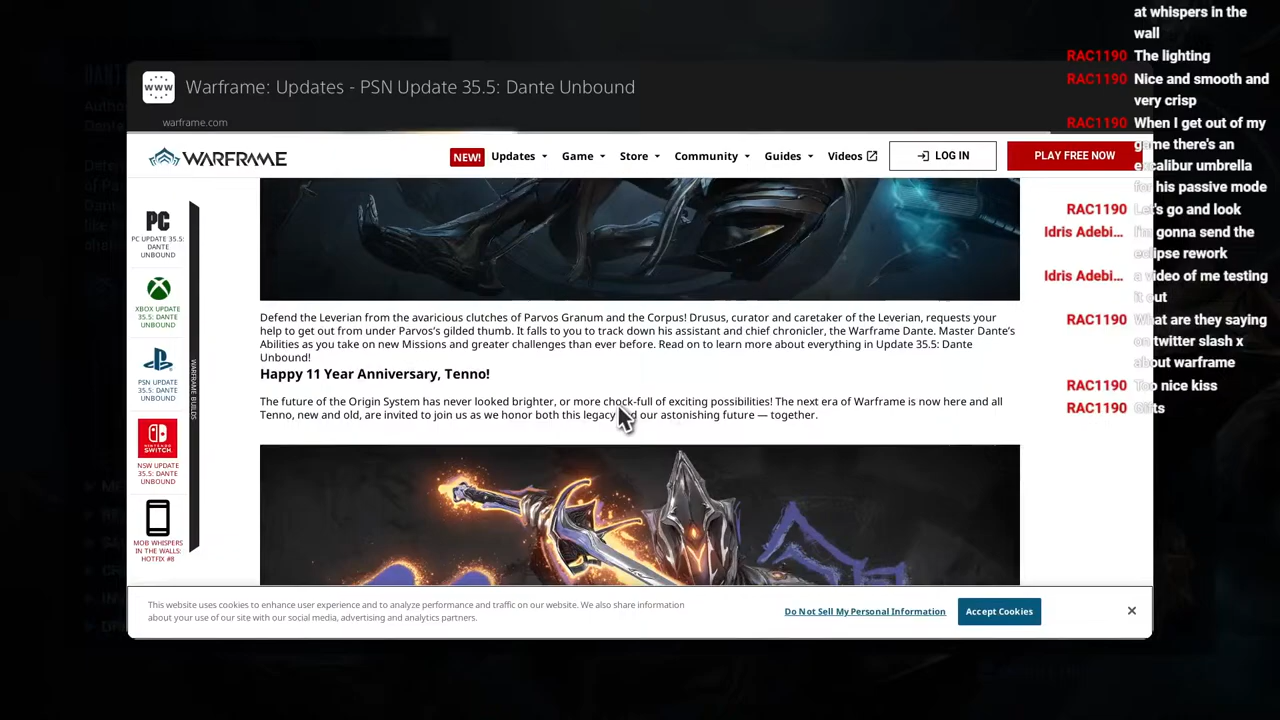 Warframe: Updates - PSN Update 35.5: Dante Unbound
warframe.com
WARFRAME
NEW!
Updates
Game
Store
Community
Guides
Videos
LOG IN
PLAY FREE NOW
PC
PC UPDATE 35.5:
DANTE
UNBOUND
XBOX UPDATE
35.5: DANTE
UNBOUND
PSN UPDATE
35.5: DANTE
UNBOUND
NINTENDO
SWITCH
NSW UPDATE
35.5: DANTE
UNBOUND
MOB WHISPERS
IN THE WALLS:
HOTFIX #8
WARFRAME BUILDS
Defend the Leverian from the avaricious clutches of Parvos Granum and the Corpus! Drusus, curator and caretaker of the Leverian, requests your
help to get out from under Parvos's gilded thumb. It falls to you to track down his assistant and chief chronicler, the Warframe Dante. Master Dante's
Abilities as you take on new Missions and greater challenges than ever before. Read on to learn more about everything in Update 35.5: Dante
Unbound!
Happy 11 Year Anniversary, Tenno!
The future of the Origin System has never looked brighter, or more chock-full of exciting possibilities! The next era of Warframe is now here and all
Tenno, new and old, are invited to join us as we honor both this legacy our astonishing future — together.
This website uses cookies to enhance user experience and to analyze performance and traffic on our website. We also share information
about your use of our site with our social media, advertising and analytics partners.
Do Not Sell My Personal Information
Accept Cookies
at whispers in the
wall
RAC1190 The lighting
RAC1190 Nice and smooth and
very crisp
RAC1190 When I get out of my
game there's an
excalibur umbrella
for his passive mode
RAC1190 Let's go and look
Idris Adebi... I'm gonna send the
eclipse rework
Idris Adebi... a video of me testing
it out
RAC1190 What are they saying
on twitter slash x
about warframe
RAC1190 Too nice kiss
RAC1190 Gifts